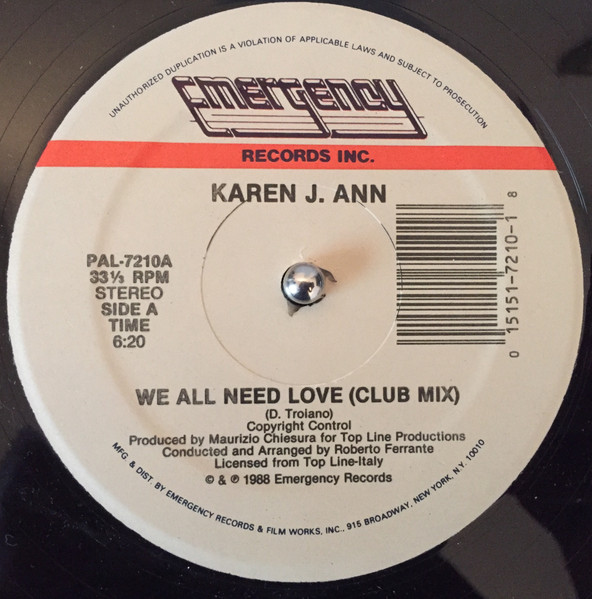 UNAUTHORIZED DUPLICATION IS A VIOLATION OF APPLICABLE LAWS AND SUBJECT TO PROSECUTION
Emergency
RECORDS INC.
KAREN J. ANN
PAL-7210A
33⅓ RPM
STEREO
SIDE A
TIME
6:20
0 15151-7210-1 8
WE ALL NEED LOVE (CLUB MIX)
(D. Troiano)
Copyright Control
Produced by Maurizio Chiesura for Top Line Productions
Conducted and Arranged by Roberto Ferrante
Licensed from Top Line-Italy
© & ℗ 1988 Emergency Records
MFG. & DIST. BY EMERGENCY RECORDS & FILM WORKS, INC., 915 BROADWAY, NEW YORK, N.Y. 10010